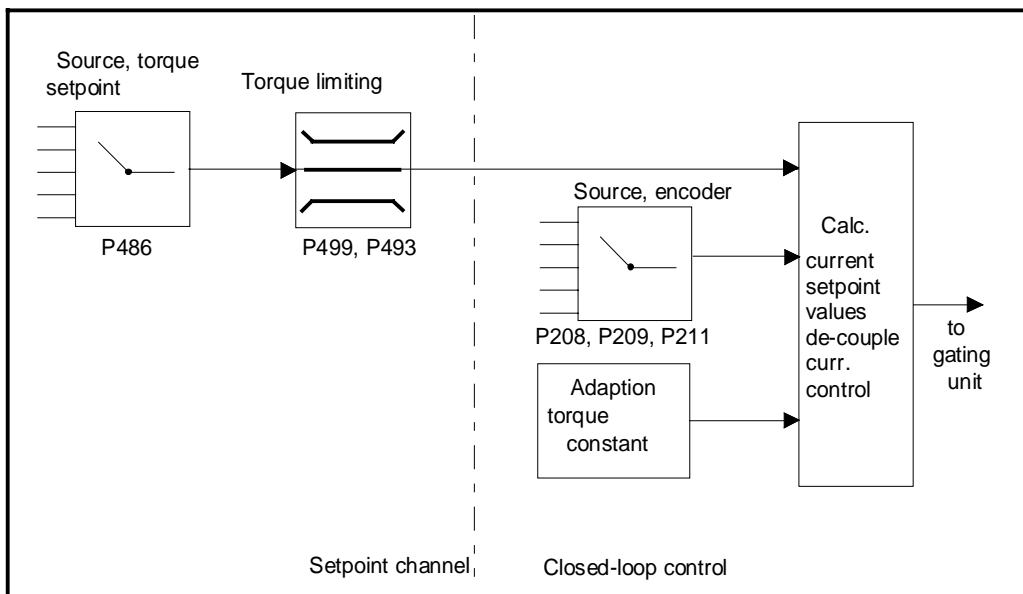 Source, torque
setpoint
Torque limiting
P486
P499, P493
Source, encoder
P208, P209, P211
Adaption
torque
constant
Calc.
current
setpoint
values
de-couple
curr.
control
to
gating
unit
Setpoint channel
Closed-loop control